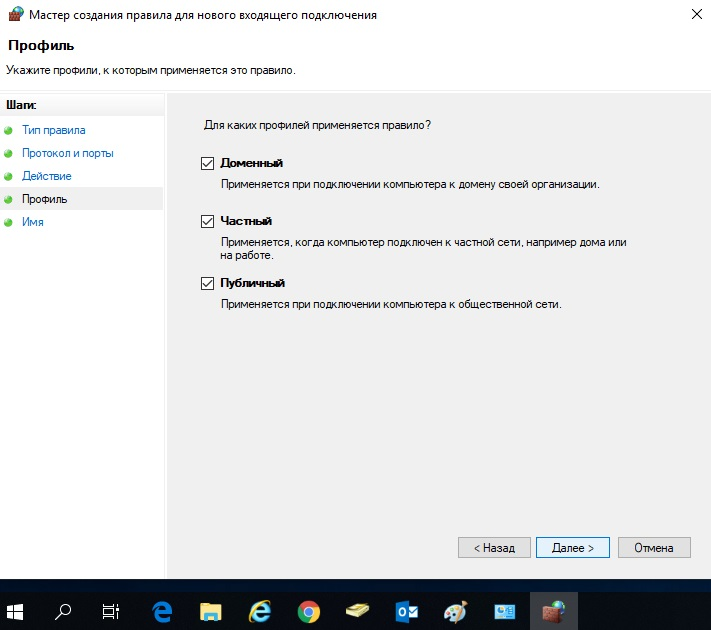 Мастер создания правила для нового входящего подключения
Профиль
Укажите профили, к которым применяется это правило.
Шаги:
Тип правила
Протокол и порты
Действие
Профиль
Имя
Для каких профилей применяется правило?
Доменный
Применяется при подключении компьютера к домену своей организации.
Частный
Применяется, когда компьютер подключен к частной сети, например дома или
на работе.
Публичный
Применяется при подключении компьютера к общественной сети.
< Назад
Далее >
Отмена